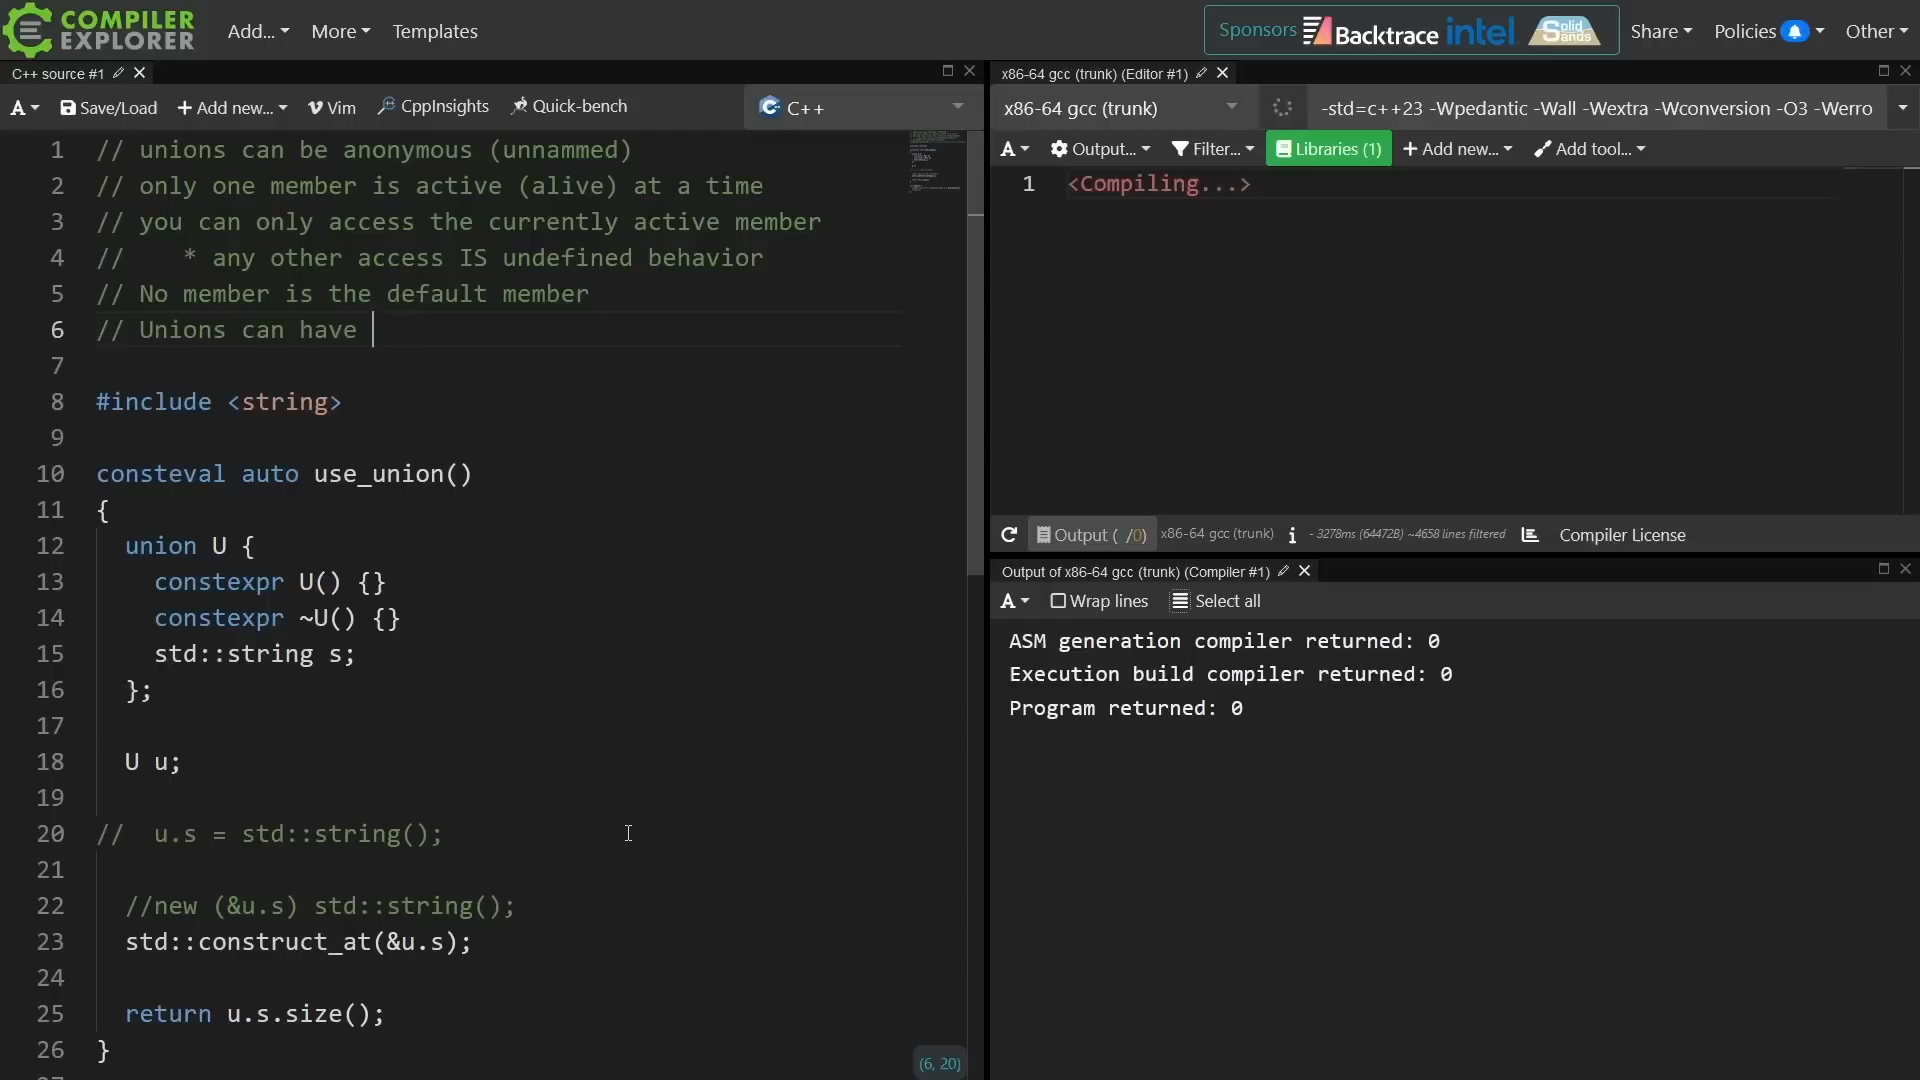 COMPILER
EXPLORER
Add...
More
Templates
Sponsors
Backtrace
intel
Solid
Sands
Share
Policies
Other
C++ source #1
A
Save/Load
+ Add new...
Vim
CppInsights
Quick-bench
C++
1 // unions can be anonymous (unnammed)
2 // only one member is active (alive) at a time
3 // you can only access the currently active member
4 //    * any other access IS undefined behavior
5 // No member is the default member
6 // Unions can have
7
8 #include <string>
9
10 consteval auto use_union()
11 {
12   union U {
13     constexpr U() {}
14     constexpr ~U() {}
15     std::string s;
16   };
17
18   U u;
19
20 //  u.s = std::string();
21
22   //new (&u.s) std::string();
23   std::construct_at(&u.s);
24
25   return u.s.size();
26 }
(6, 20)
x86-64 gcc (trunk) (Editor #1)
x86-64 gcc (trunk)
-std=c++23 -Wpedantic -Wall -Wextra -Wconversion -O3 -Werro
A
Output...
Filter...
Libraries (1)
+ Add new...
Add tool...
1 <Compiling...>
Output ( /0)
x86-64 gcc (trunk)
i
- 3278ms (64472B) ~4658 lines filtered
Compiler License
Output of x86-64 gcc (trunk) (Compiler #1)
A
Wrap lines
Select all
ASM generation compiler returned: 0
Execution build compiler returned: 0
Program returned: 0